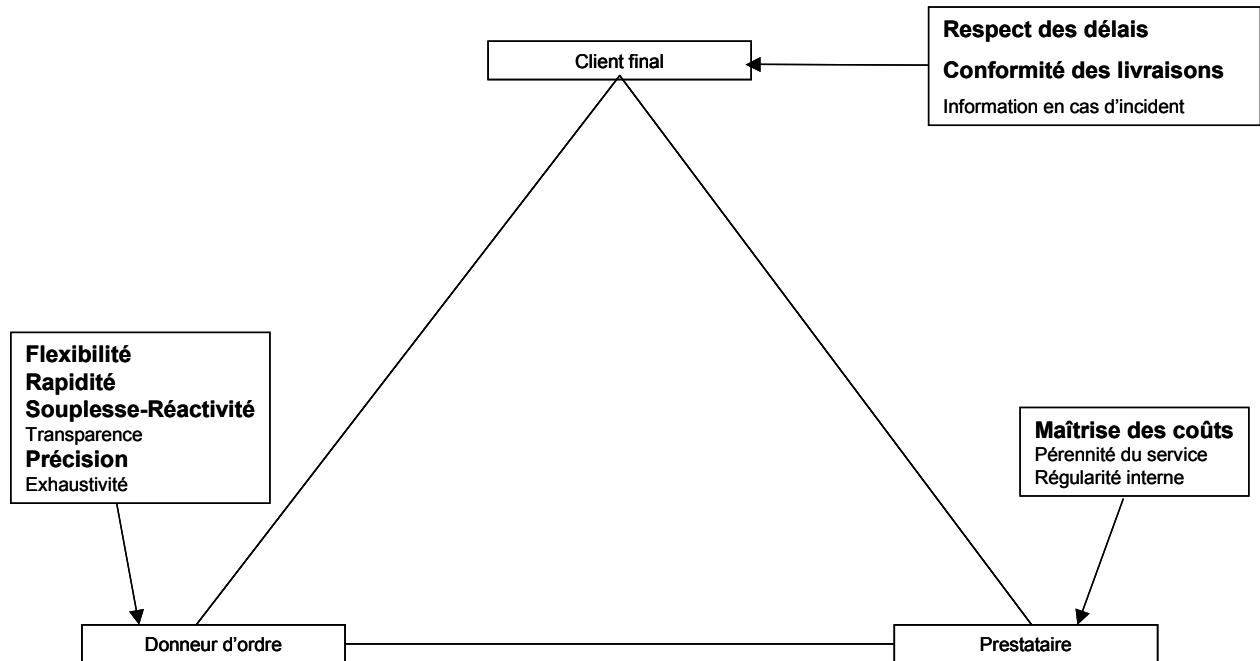 Respect des délais
Conformité des livraisons
Information en cas d’incident
Client final
Flexibilité
Rapidité
Souplesse-Réactivité
Transparence
Précision
Exhaustivité
Maîtrise des coûts
Pérennité du service
Régularité interne
Donneur d’ordre
Prestataire